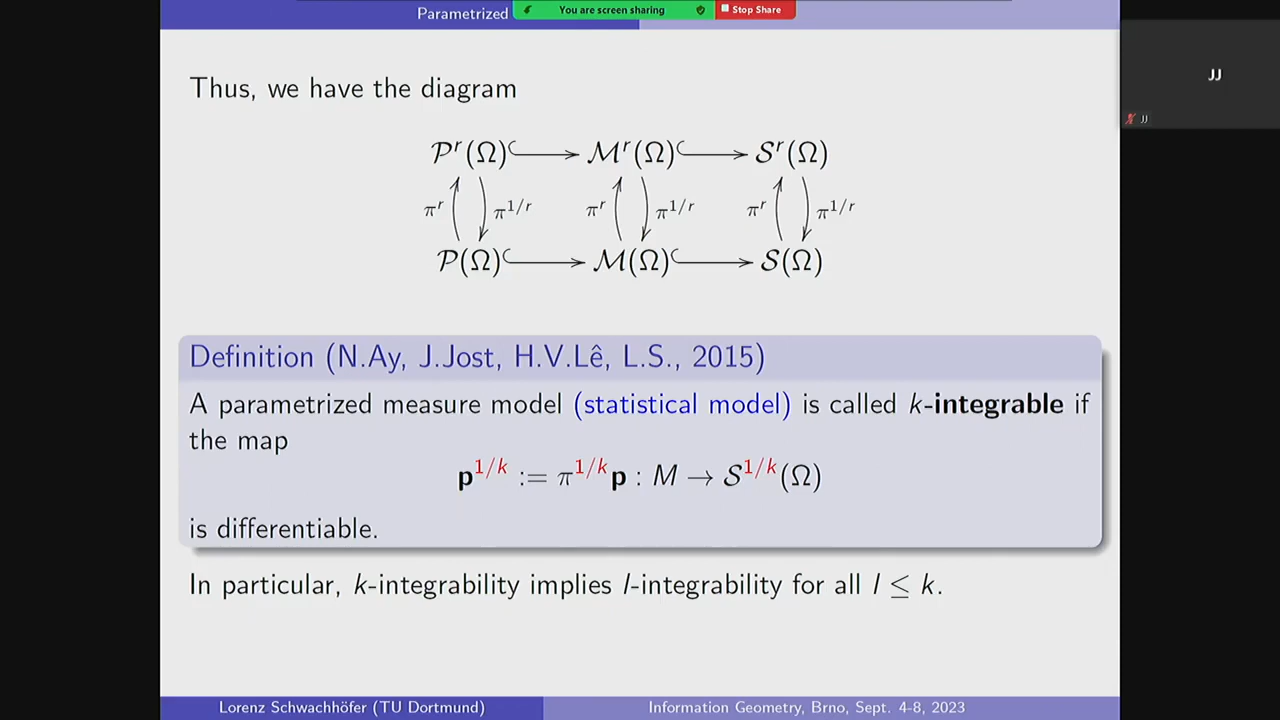 Parametrized
You are screen sharing
Stop Share
JJ
JJ
Thus, we have the diagram
𝒫ʳ(Ω) ↪ ℳʳ(Ω) ↪ 𝒮ʳ(Ω)
πʳ π^{1/r} πʳ π^{1/r} πʳ π^{1/r}
𝒫(Ω) ↪ ℳ(Ω) ↪ 𝒮(Ω)
Definition (N.Ay, J.Jost, H.V.Lê, L.S., 2015)
A parametrized measure model (statistical model) is called k-integrable if
the map
p^{1/k} := π^{1/k}p : M → 𝒮^{1/k}(Ω)
is differentiable.
In particular, k-integrability implies l-integrability for all l ≤ k.
Lorenz Schwachhöfer (TU Dortmund)
Information Geometry, Brno, Sept. 4-8, 2023